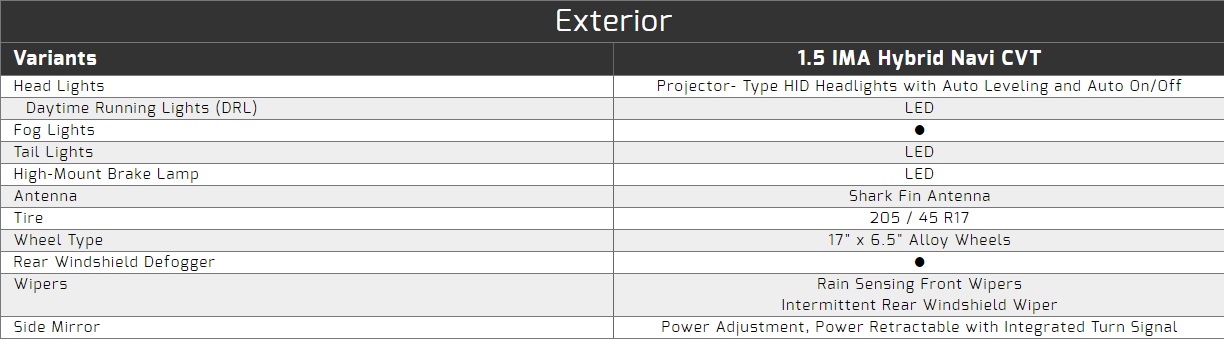 Exterior
Variants 1.5 IMA Hybrid Navi CVT
Head Lights Projector- Type HID Headlights with Auto Leveling and Auto On/Off
Daytime Running Lights (DRL) LED
Fog Lights ●
Tail Lights LED
High-Mount Brake Lamp LED
Antenna Shark Fin Antenna
Tire 205 / 45 R17
Wheel Type 17" x 6.5" Alloy Wheels
Rear Windshield Defogger ●
Wipers Rain Sensing Front Wipers
Intermittent Rear Windshield Wiper
Side Mirror Power Adjustment, Power Retractable with Integrated Turn Signal